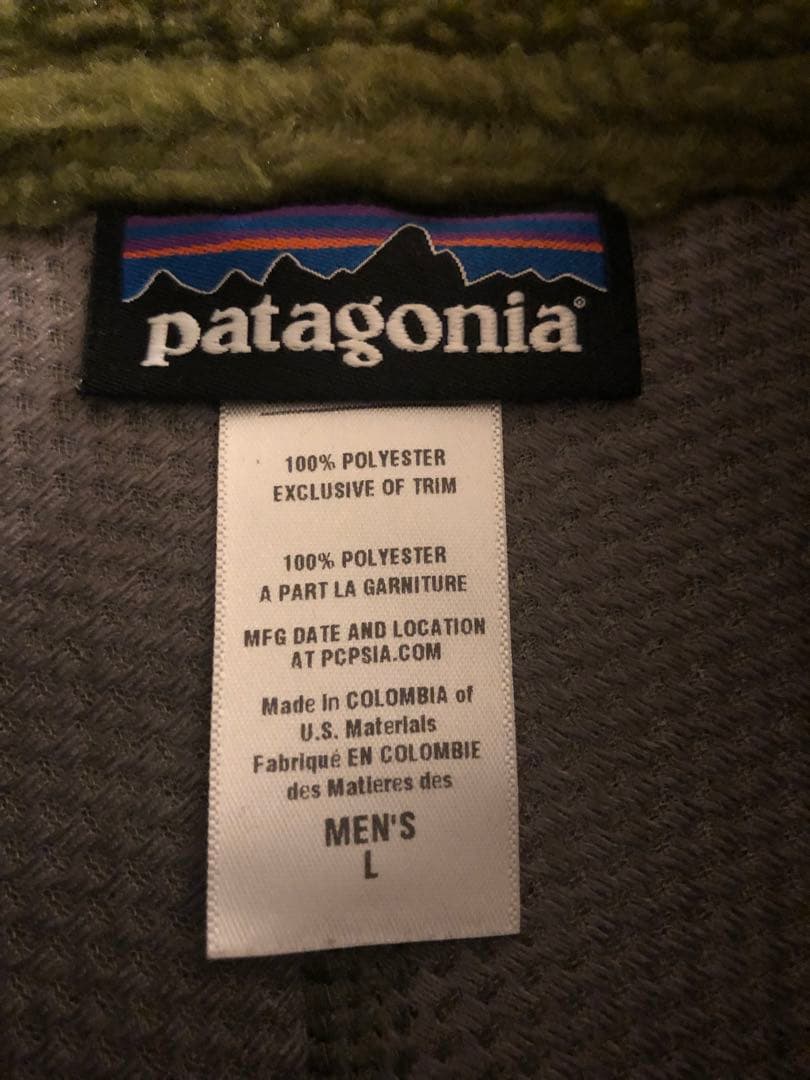 patagonia®
100% POLYESTER
EXCLUSIVE OF TRIM
100% POLYESTER
A PART LA GARNITURE
MFG DATE AND LOCATION
AT PCPSIA.COM
Made In COLOMBIA of
U.S. Materials
Fabriqué EN COLOMBIE
des Matieres des
MEN'S
L